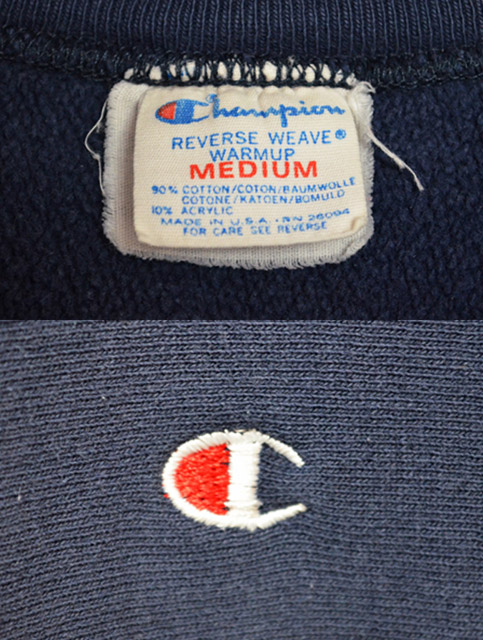 Champion
REVERSE WEAVE®
WARMUP
MEDIUM
90% COTTON/COTON/BAUMWOLLE
COTONE/KATOEN/BOMULD
10% ACRYLIC
MADE IN U.S.A. RN 26094
FOR CARE SEE REVERSE
C